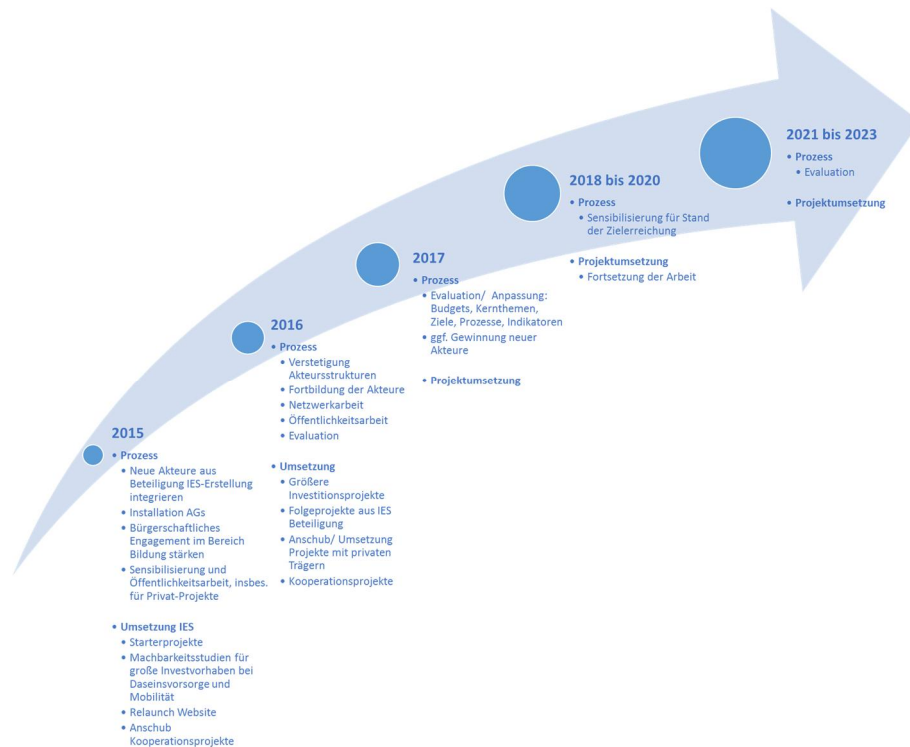 2015
• Prozess
• Neue Akteure aus
Beteiligung IES-Erstellung
integrieren
• Installation AGs
• Bürgerschaftliches
Engagement im Bereich
Bildung stärken
• Sensibilisierung und
Öffentlichkeitsarbeit, insbes.
für Privat-Projekte
• Umsetzung IES
• Starterprojekte
• Machbarkeitsstudien für
große Investvorhaben bei
Daseinsvorsorge und
Mobilität
• Relaunch Website
• Anschub
Kooperationsprojekte
2016
• Prozess
• Verstetigung
Akteursstrukturen
• Fortbildung der Akteure
• Netzwerkarbeit
• Öffentlichkeitsarbeit
• Evaluation
• Umsetzung
• Größere
Investitionsprojekte
• Folgeprojekte aus IES
Beteiligung
• Anschub/ Umsetzung
Projekte mit privaten
Trägern
• Kooperationsprojekte
2017
• Prozess
• Evaluation/ Anpassung:
Budgets, Kernthemen,
Ziele, Prozesse, Indikatoren
• ggf. Gewinnung neuer
Akteure
• Projektumsetzung
2018 bis 2020
• Prozess
• Sensibilisierung für Stand
der Zielerreichung
• Projektumsetzung
• Fortsetzung der Arbeit
2021 bis 2023
• Prozess
• Evaluation
• Projektumsetzung